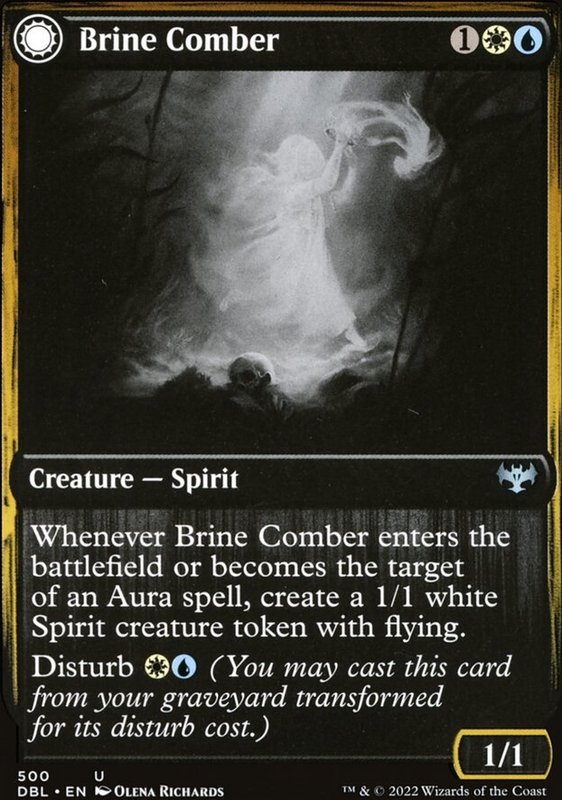 Brine Comber
1
Creature — Spirit
Whenever Brine Comber enters the
battlefield or becomes the target
of an Aura spell, create a 1/1 white
Spirit creature token with flying.
Disturb (You may cast this card
from your graveyard transformed
for its disturb cost.)
1/1
500 U
DBL • EN Olena Richards
™ & © 2022 Wizards of the Coast